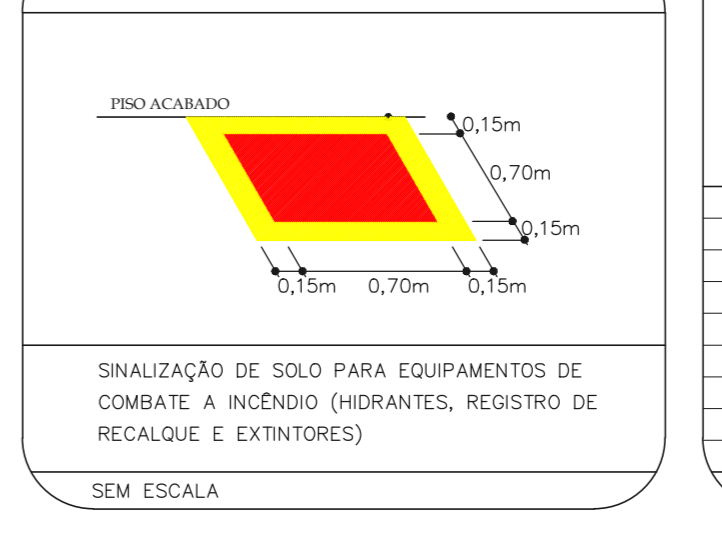 PISO ACABADO
0,15m
0,70m
0,15m
0,15m 0,70m 0,15m
SINALIZAÇÃO DE SOLO PARA EQUIPAMENTOS DE
COMBATE A INCÊNDIO (HIDRANTES, REGISTRO DE
RECALQUE E EXTINTORES)
SEM ESCALA